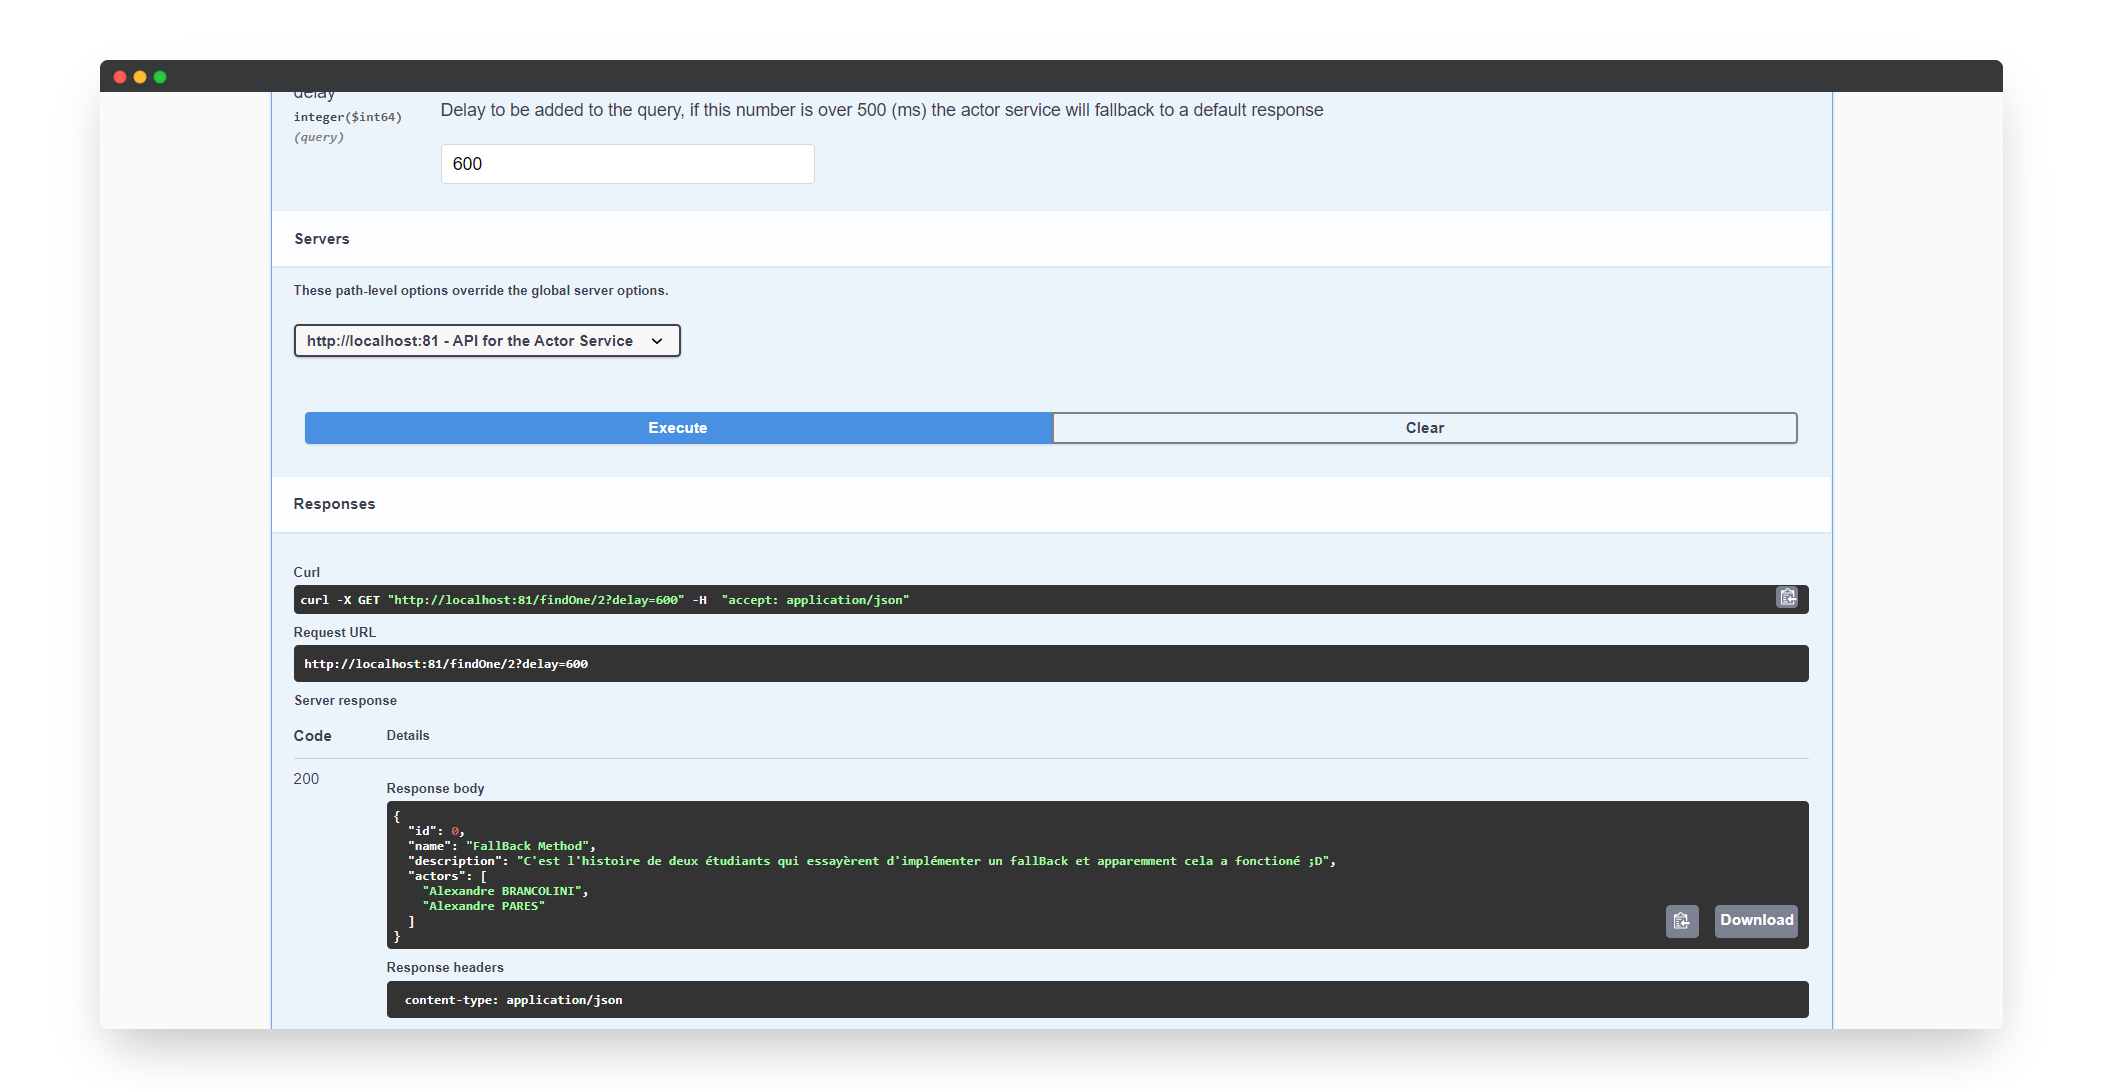 delay
Delay to be added to the query, if this number is over 500 (ms) the actor service will fallback to a default response
integer($int64)
(query)
600
Servers
These path-level options override the global server options.
http://localhost:81 - API for the Actor Service
Execute
Clear
Responses
Curl
curl -X GET "http://localhost:81/findOne/2?delay=600" -H  "accept: application/json"
Request URL
http://localhost:81/findOne/2?delay=600
Server response
Code
Details
200
Response body
{
  "id": 0,
  "name": "FallBack Method",
  "description": "C'est l'histoire de deux étudiants qui essayèrent d'implémenter un fallBack et apparemment cela a fonctioné ;D",
  "actors": [
    "Alexandre BRANCOLINI",
    "Alexandre PARES"
  ]
}
Download
Response headers
content-type: application/json